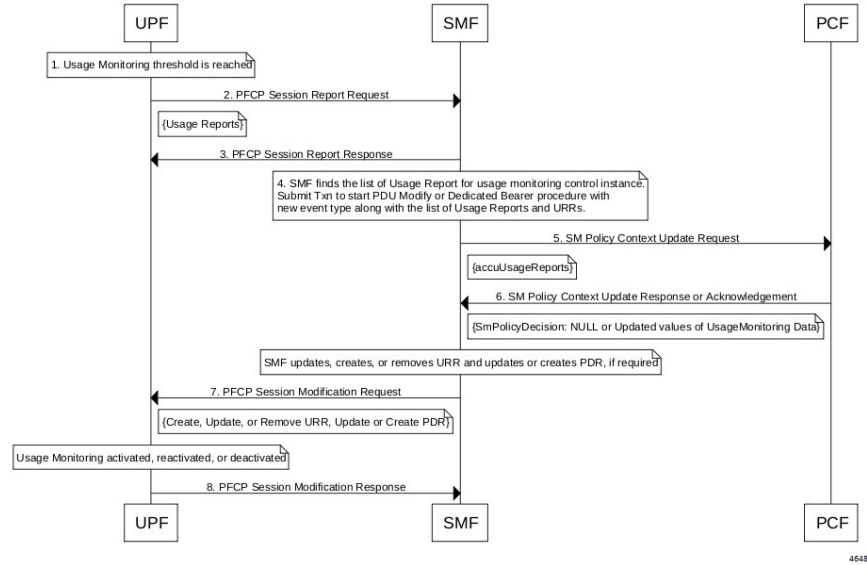 UPF SMF PCF
1. Usage Monitoring threshold is reached
2. PFCP Session Report Request
{Usage Reports}
3. PFCP Session Report Response
4. SMF finds the list of Usage Report for usage monitoring control instance.
Submit Txn to start PDU Modify or Dedicated Bearer procedure with
new event type along with the list of Usage Reports and URRs.
5. SM Policy Context Update Request
{accuUsageReports}
6. SM Policy Context Update Response or Acknowledgement
{SmPolicyDecision: NULL or Updated values of UsageMonitoring Data}
SMF updates, creates, or removes URR and updates or creates PDR, if required
7. PFCP Session Modification Request
{Create, Update, or Remove URR, Update or Create PDR}
Usage Monitoring activated, reactivated, or deactivated
8. PFCP Session Modification Response
UPF SMF PCF